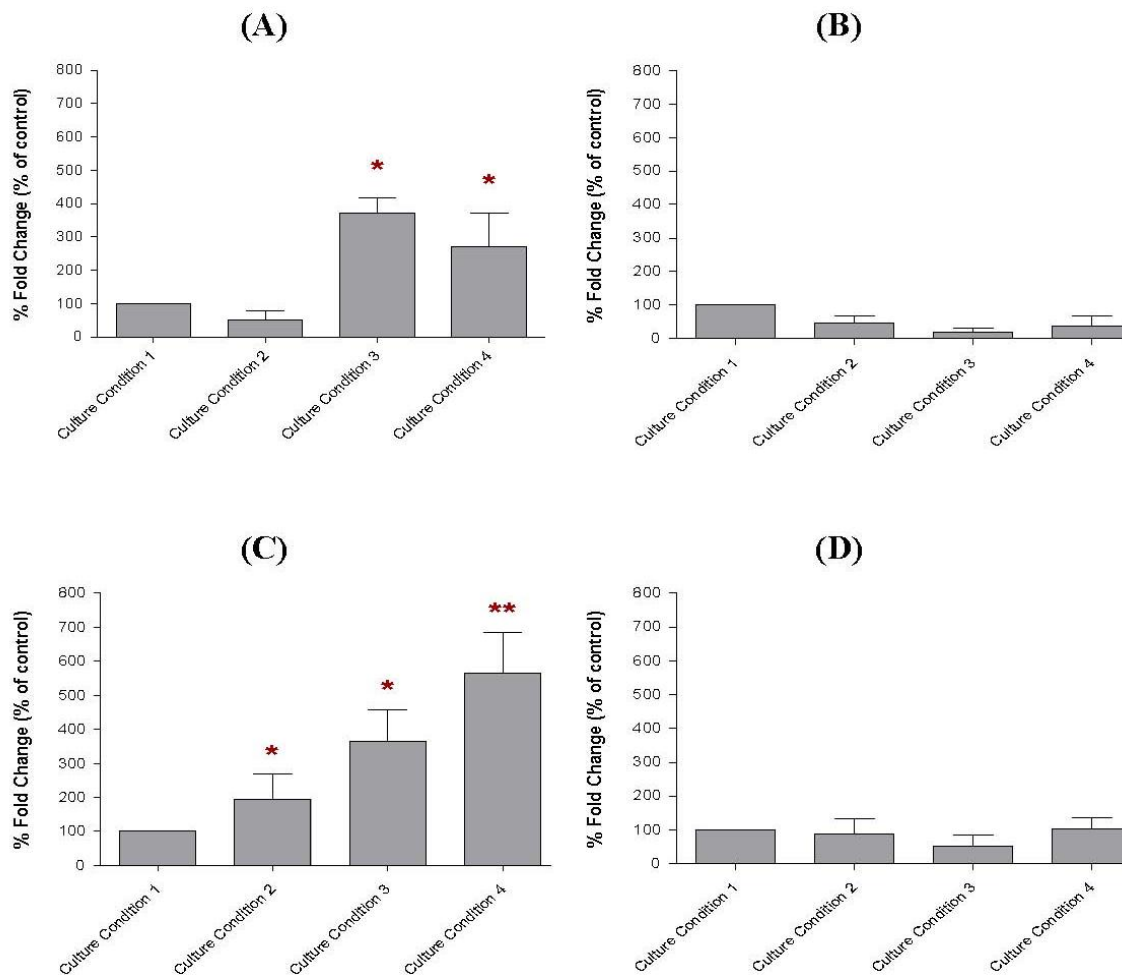 (A)
% Fold Change (% of control)
800
700
600
500
400
300
200
100
0
*
*
Culture Condition 1
Culture Condition 2
Culture Condition 3
Culture Condition 4
(B)
% Fold Change (% of control)
800
700
600
500
400
300
200
100
0
Culture Condition 1
Culture Condition 2
Culture Condition 3
Culture Condition 4
(C)
% Fold Change (% of control)
800
700
600
500
400
300
200
100
0
*
*
**
Culture Condition 1
Culture Condition 2
Culture Condition 3
Culture Condition 4
(D)
% Fold Change (% of control)
800
700
600
500
400
300
200
100
0
Culture Condition 1
Culture Condition 2
Culture Condition 3
Culture Condition 4